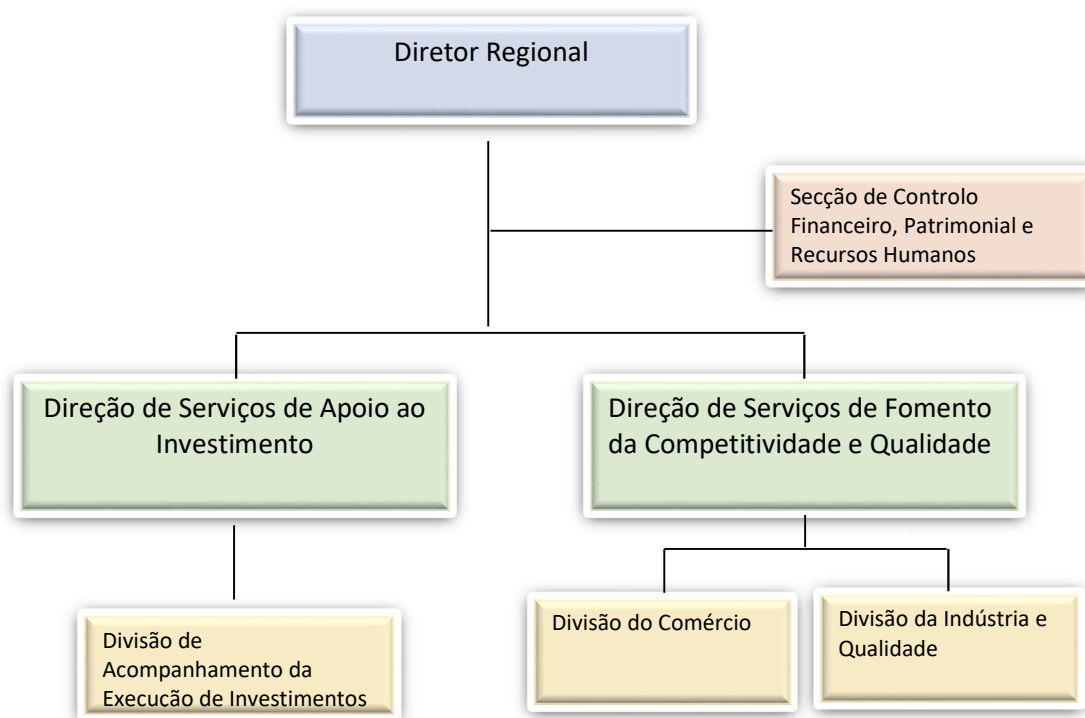 Diretor Regional
Secção de Controlo
Financeiro, Patrimonial e
Recursos Humanos
Direção de Serviços de Apoio ao
Investimento
Direção de Serviços de Fomento
da Competitividade e Qualidade
Divisão de
Acompanhamento da
Execução de Investimentos
Divisão do Comércio
Divisão da Indústria e
Qualidade